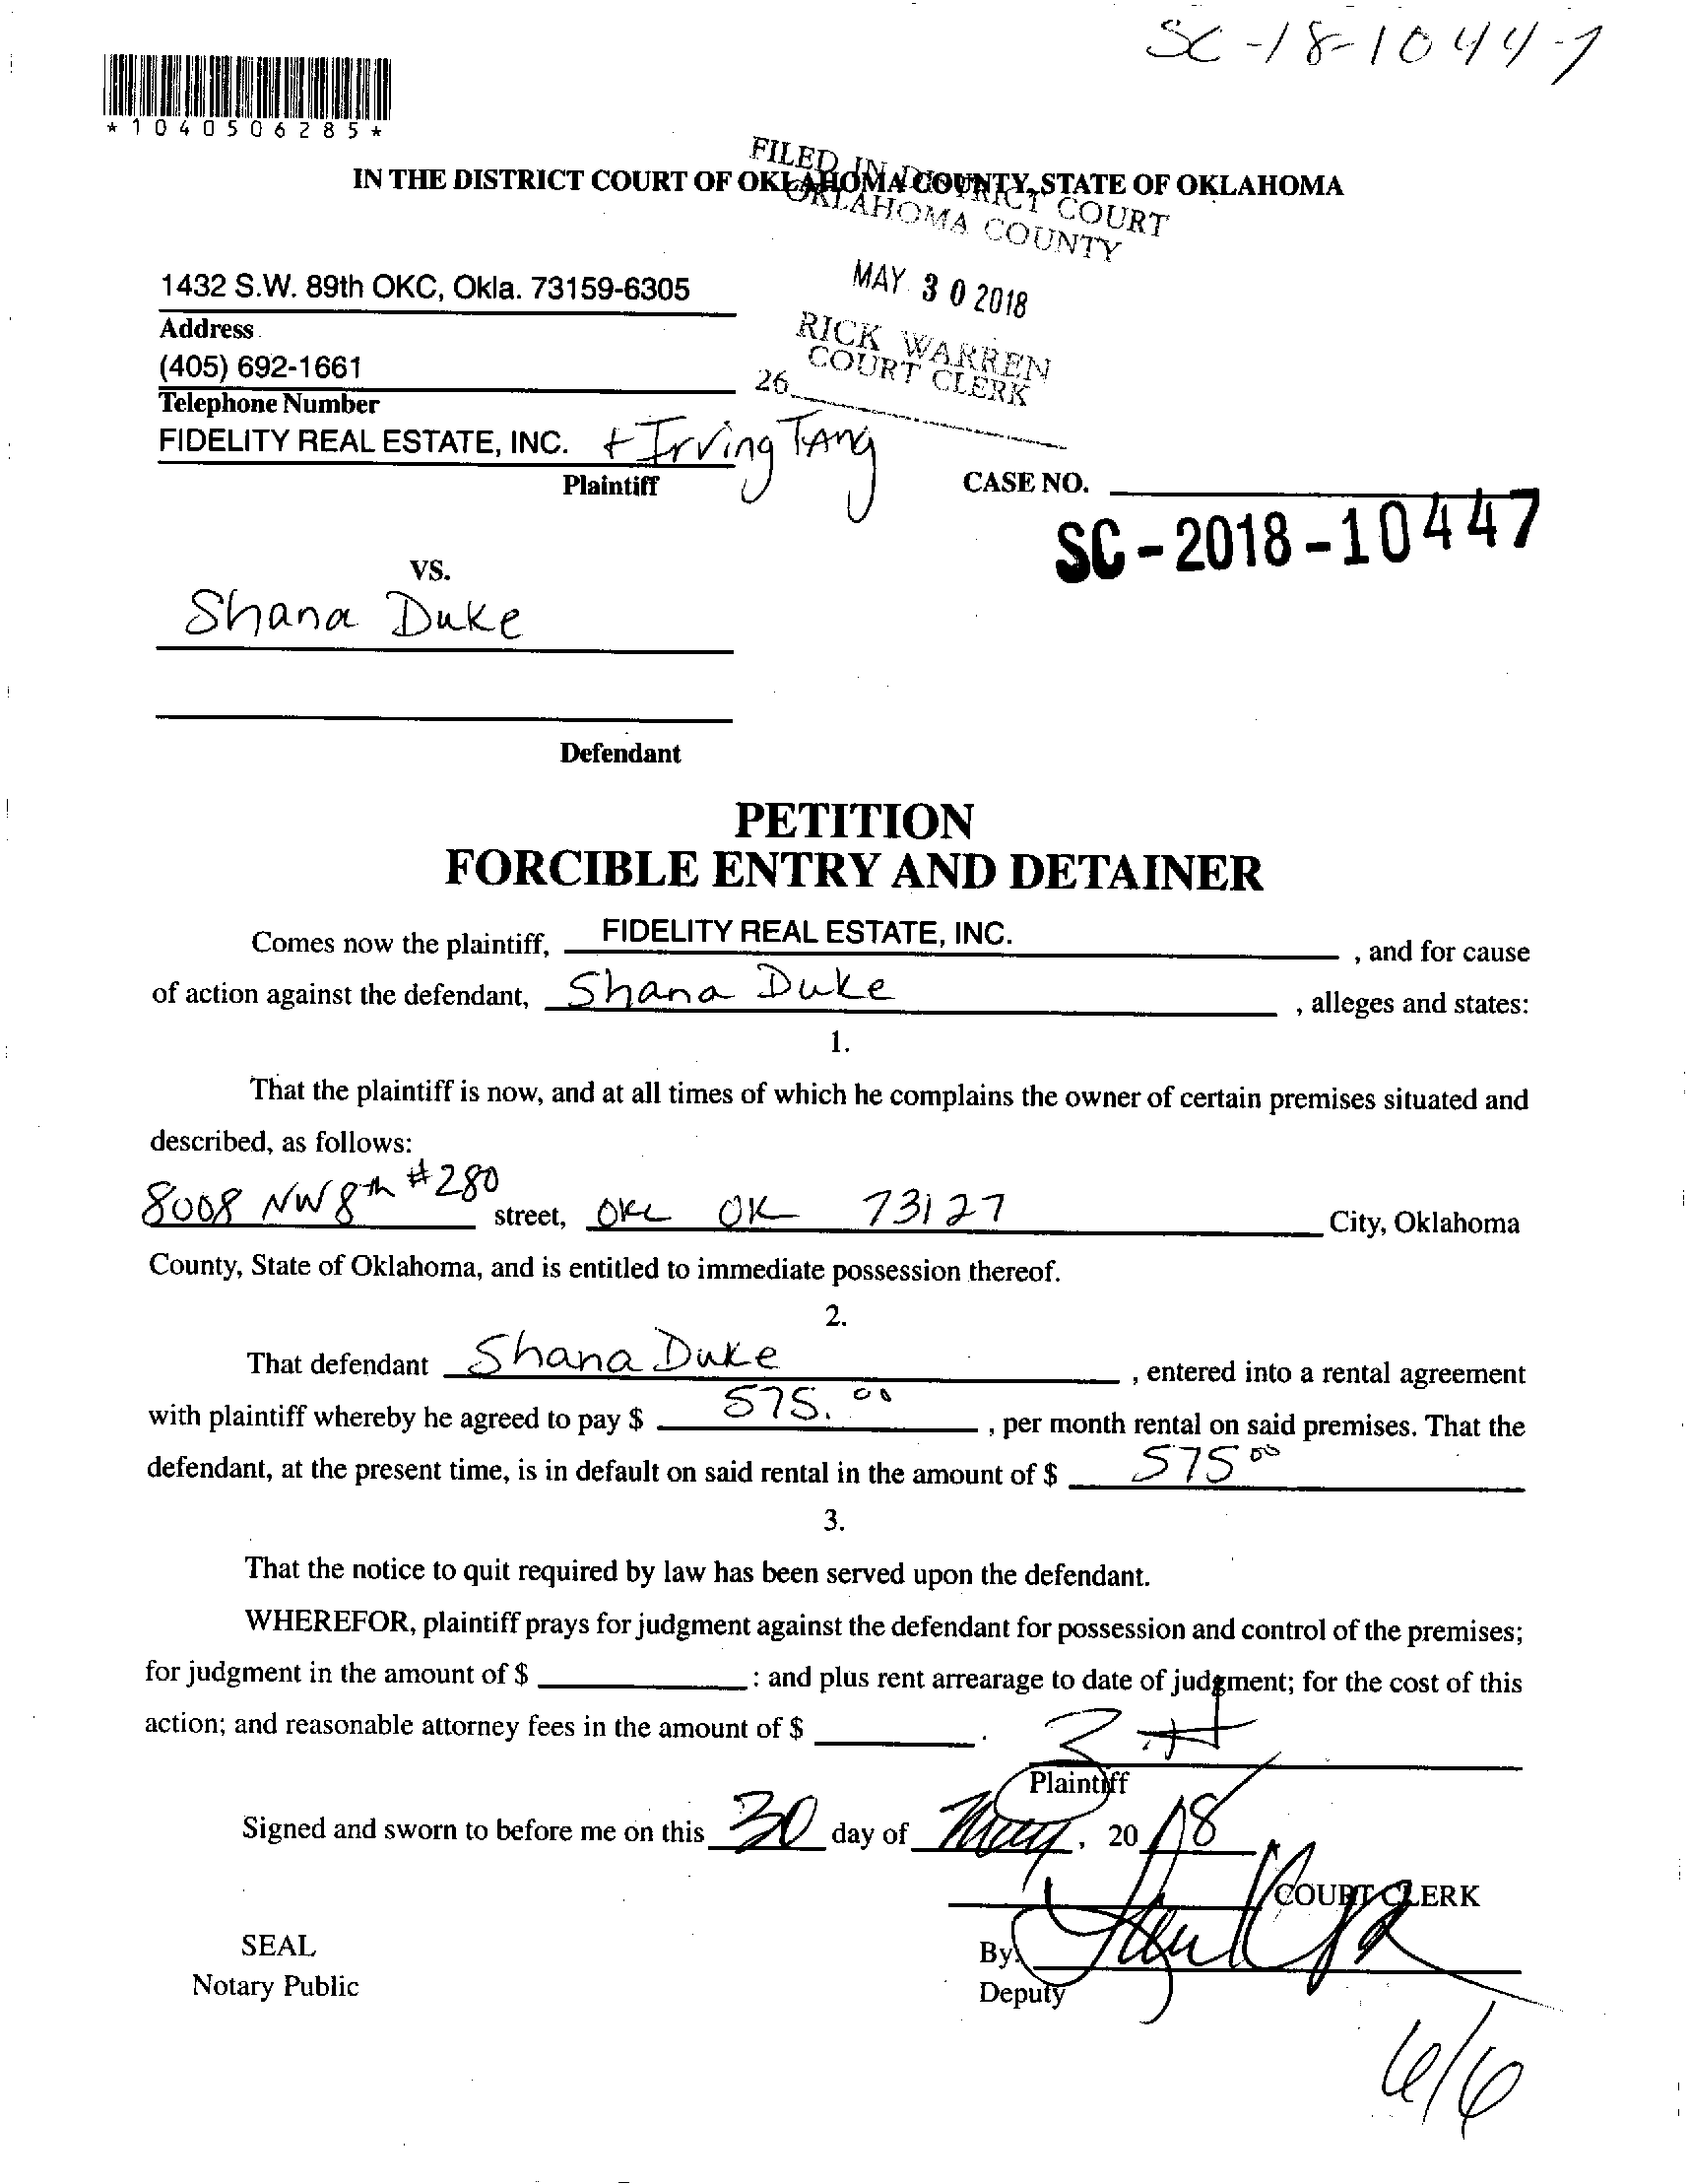 SC-18-1044-7
*1040506285*
FILED IN DISTRICT COURT
OKLAHOMA COUNTY
IN THE DISTRICT COURT OF OKLAHOMA COUNTY, STATE OF OKLAHOMA
1432 S.W. 89th OKC, Okla. 73159-6305
MAY 30 2018
Address
RICK WARREN
COURT CLERK
(405) 692-1661
26
Telephone Number
FIDELITY REAL ESTATE, INC. + Irving TAng
Plaintiff
CASE NO.
SC-2018-10447
VS.
Shana Duke
Defendant
PETITION
FORCIBLE ENTRY AND DETAINER
Comes now the plaintiff, FIDELITY REAL ESTATE, INC. , and for cause
of action against the defendant, Shana Duke , alleges and states:
1.
That the plaintiff is now, and at all times of which he complains the owner of certain premises situated and
described, as follows:
8008 NW 8th #280 street, OKC OK 73127 City, Oklahoma
County, State of Oklahoma, and is entitled to immediate possession thereof.
2.
That defendant Shana Duke , entered into a rental agreement
with plaintiff whereby he agreed to pay $ 575.00 , per month rental on said premises. That the
defendant, at the present time, is in default on said rental in the amount of $ 575 00
3.
That the notice to quit required by law has been served upon the defendant.
WHEREFOR, plaintiff prays for judgment against the defendant for possession and control of the premises;
for judgment in the amount of $ : and plus rent arrearage to date of judgment; for the cost of this
action; and reasonable attorney fees in the amount of $ .
Plaintiff
Signed and sworn to before me on this 30 day of May, 2018
COURT CLERK
SEAL
By
Notary Public
Deputy
6/6